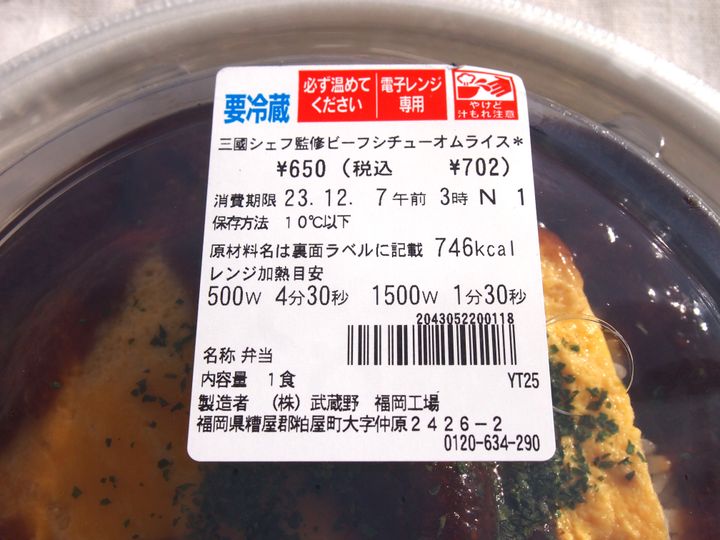 要冷蔵
必ず温めて
ください
電子レンジ
専用
やけど
汁もれ注意
三國シェフ監修ビーフシチューオムライス*
¥650 (税込 ¥702)
消費期限 23.12. 7 午前 3時 N 1
保存方法 10℃以下
原材料名は裏面ラベルに記載 746kcal
レンジ加熱目安
500W 4分30秒 1500W 1分30秒
2043052200118
名称 弁当
内容量 1食 YT25
製造者 (株) 武蔵野 福岡工場
福岡県糟屋郡粕屋町大字仲原2426-2
0120-634-290